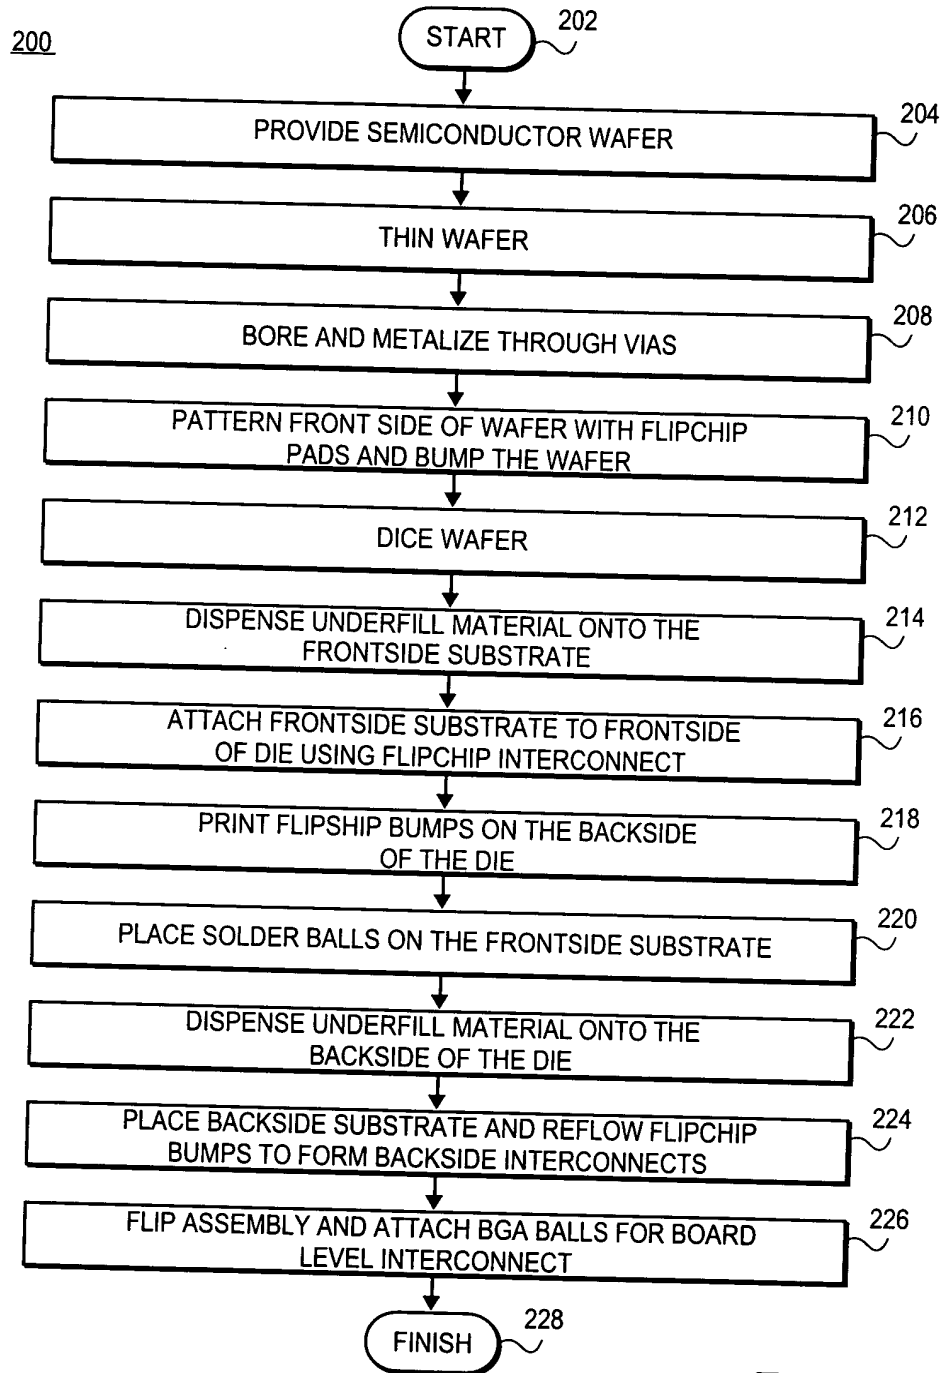 200
START
202
PROVIDE SEMICONDUCTOR WAFER
204
THIN WAFER
206
BORE AND METALIZE THROUGH VIAS
208
PATTERN FRONT SIDE OF WAFER WITH FLIPCHIP
PADS AND BUMP THE WAFER
210
DICE WAFER
212
DISPENSE UNDERFILL MATERIAL ONTO THE
FRONTSIDE SUBSTRATE
214
ATTACH FRONTSIDE SUBSTRATE TO FRONTSIDE
OF DIE USING FLIPCHIP INTERCONNECT
216
PRINT FLIPSHIP BUMPS ON THE BACKSIDE
OF THE DIE
218
PLACE SOLDER BALLS ON THE FRONTSIDE SUBSTRATE
220
DISPENSE UNDERFILL MATERIAL ONTO THE
BACKSIDE OF THE DIE
222
PLACE BACKSIDE SUBSTRATE AND REFLOW FLIPCHIP
BUMPS TO FORM BACKSIDE INTERCONNECTS
224
FLIP ASSEMBLY AND ATTACH BGA BALLS FOR BOARD
LEVEL INTERCONNECT
226
FINISH
228